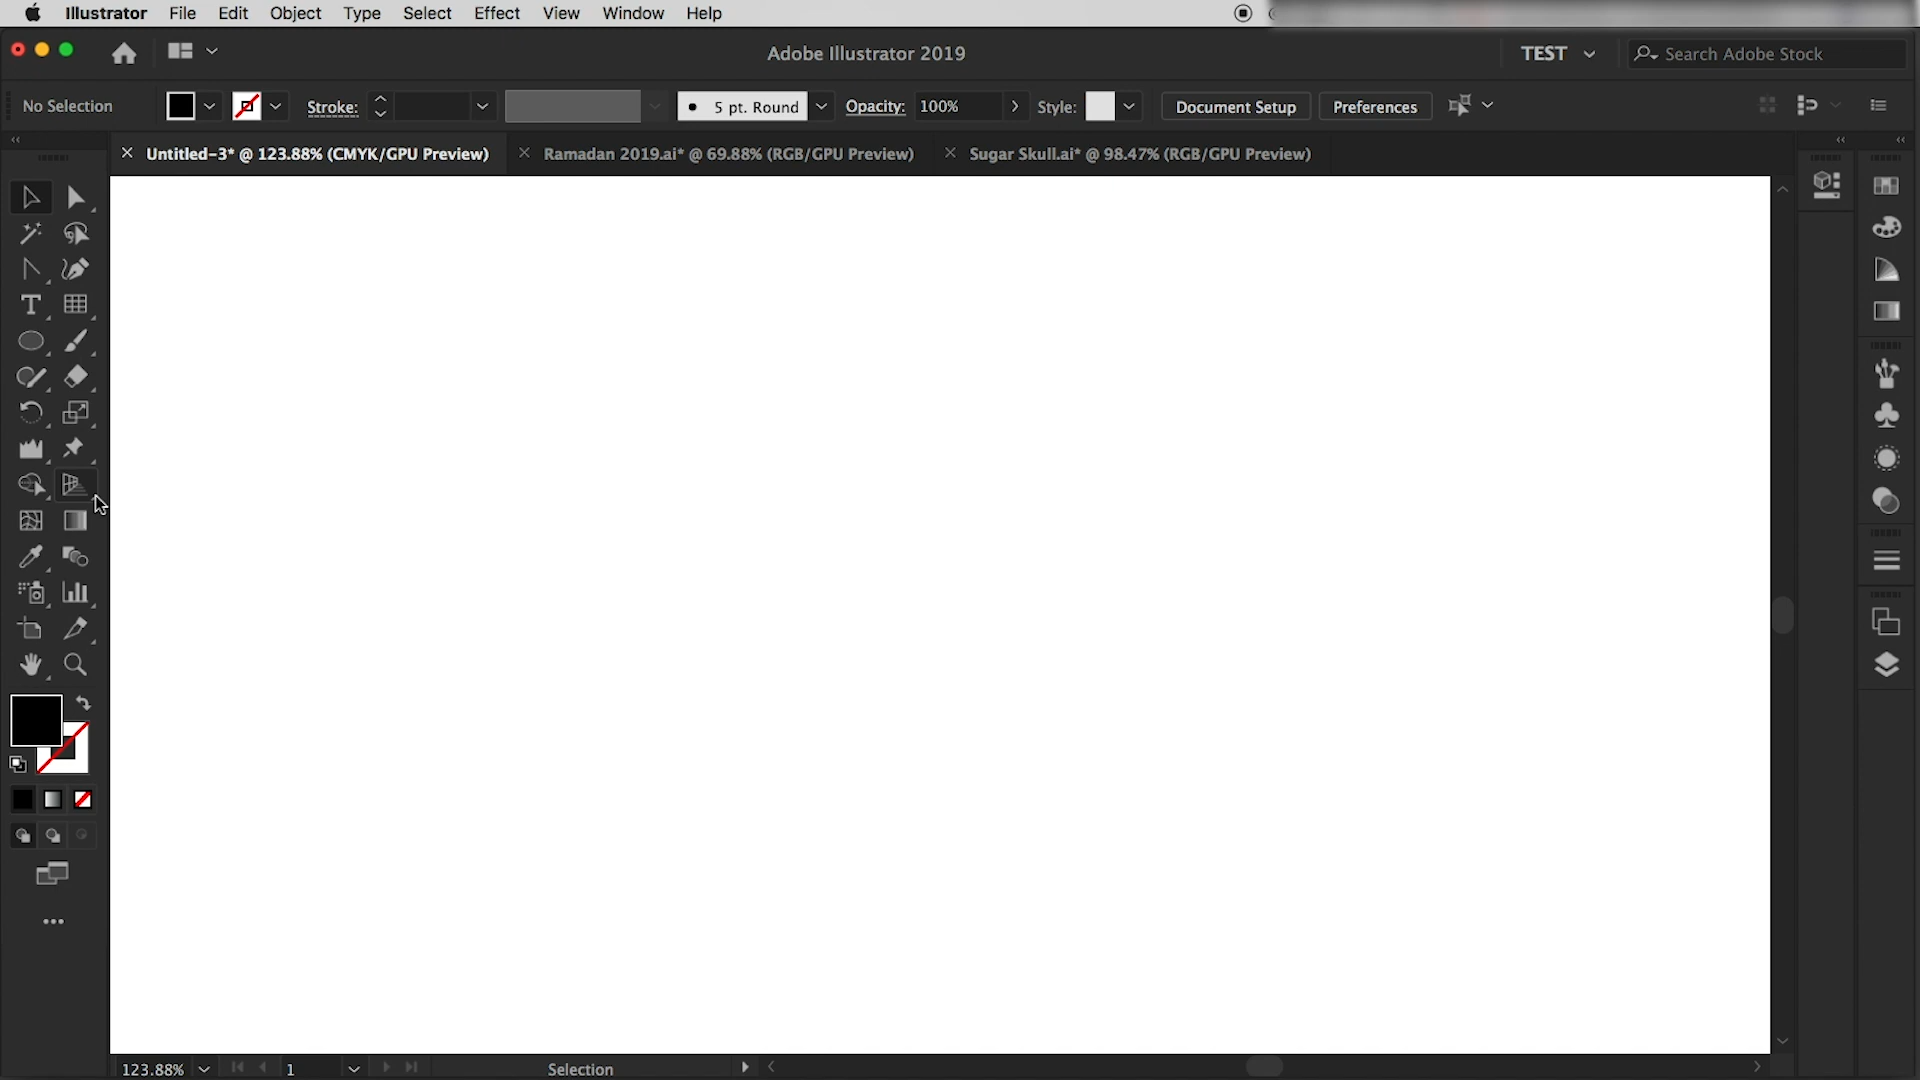 Illustrator File Edit Object Type Select Effect View Window Help
Adobe Illustrator 2019
TEST
Search Adobe Stock
No Selection
Stroke:
5 pt. Round
Opacity: 100%
Style:
Document Setup
Preferences
Untitled-3* @ 123.88% (CMYK/GPU Preview)
Ramadan 2019.ai* @ 69.88% (RGB/GPU Preview)
Sugar Skull.ai* @ 98.47% (RGB/GPU Preview)
123.88%
1
Selection